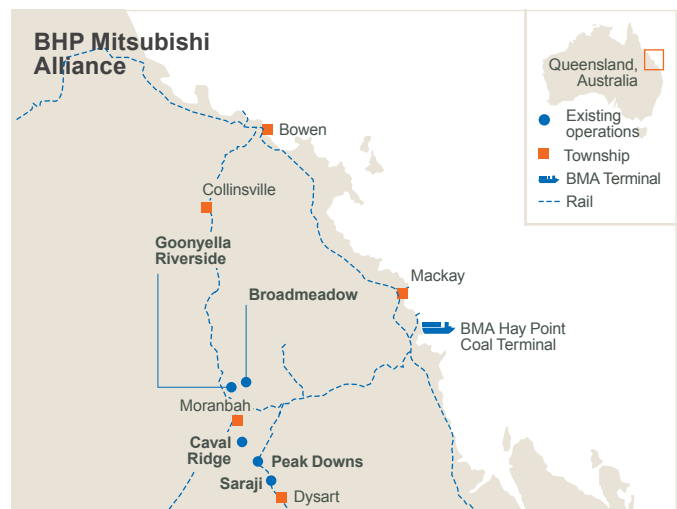 BHP Mitsubishi
Alliance
Queensland,
Australia
Existing
operations
Township
BMA Terminal
Rail
Bowen
Collinsville
Goonyella
Riverside
Broadmeadow
Mackay
BMA Hay Point
Coal Terminal
Moranbah
Caval
Ridge
Peak Downs
Saraji
Dysart